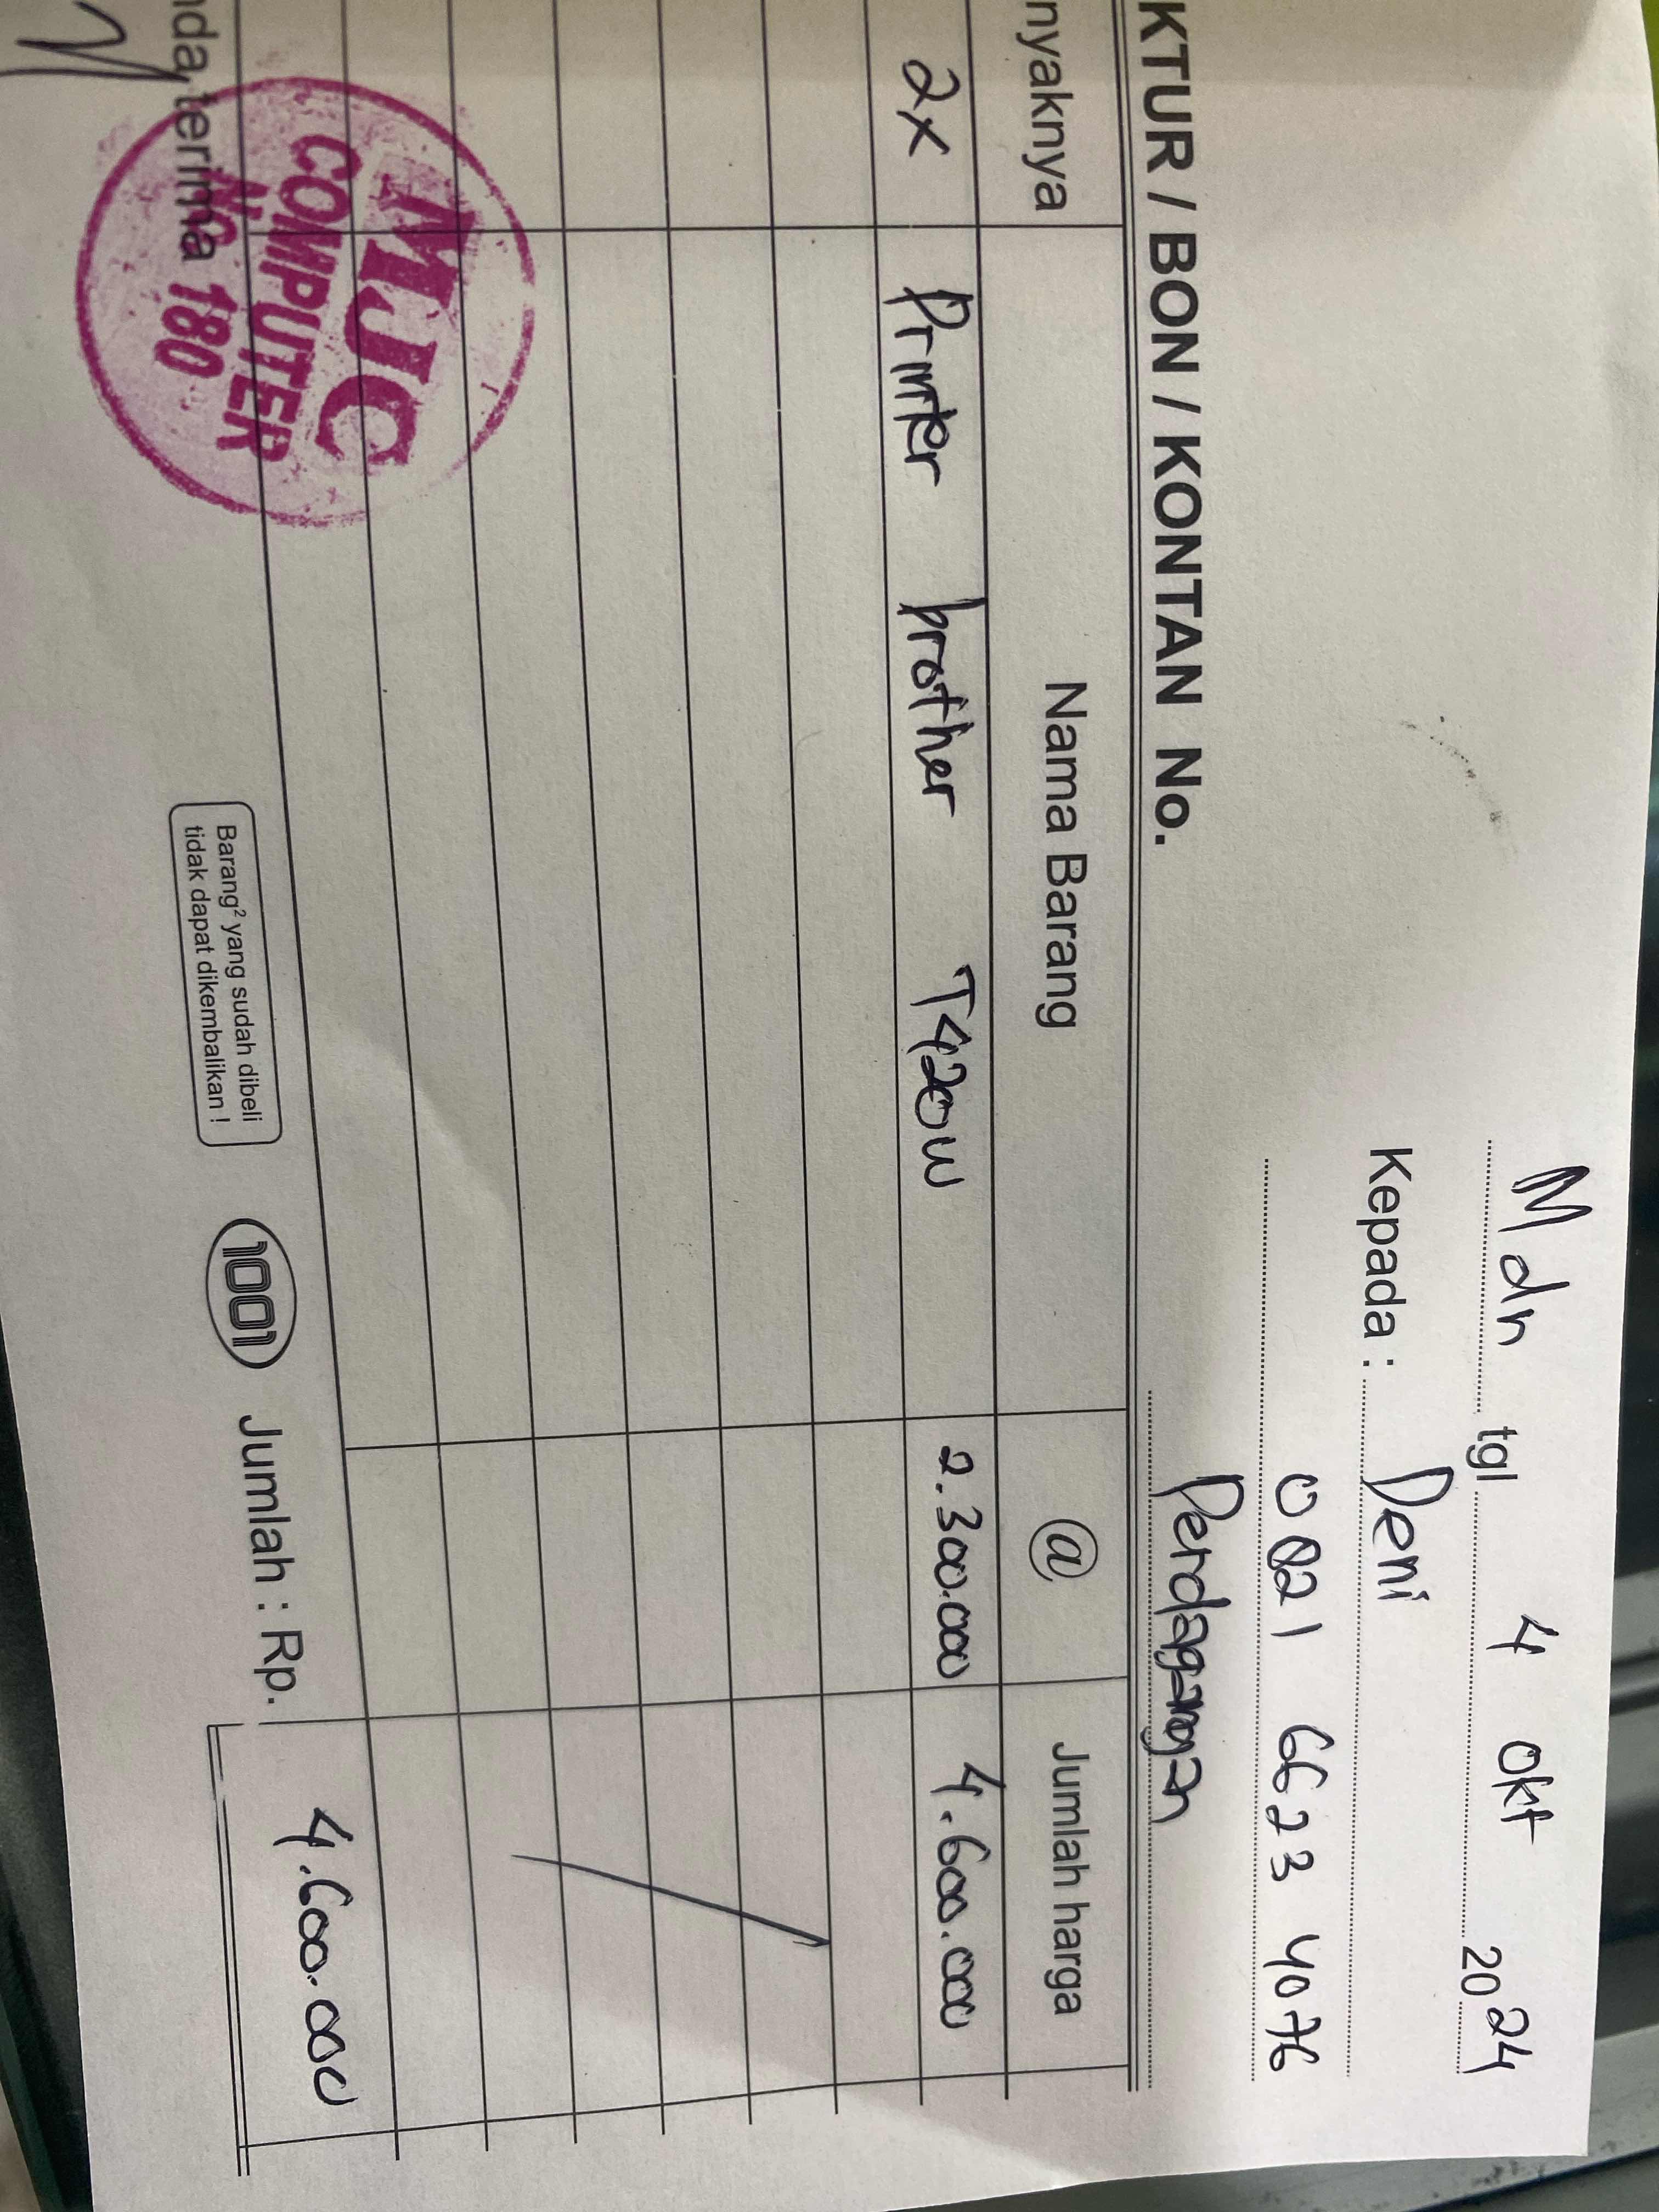 Mdn tgl 4 Okt 2024
Kepada : Deni
0821 6623 4076
Perdagangan
KTUR / BON / KONTAN No.
nyaknya Nama Barang @ Jumlah harga
2x Printer brother T420W 2.300.000 4.600.000
MJC
COMPUTER
NO 180
nda terima
Barang² yang sudah dibeli
tidak dapat dikembalikan !
1001
Jumlah : Rp. 4.600.000